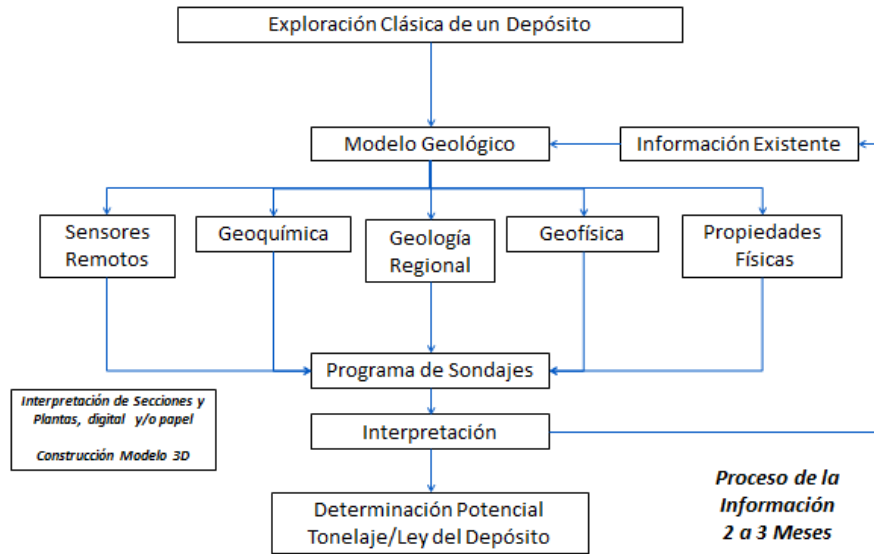 Exploración Clásica de un Depósito
Modelo Geológico
Información Existente
Sensores
Remotos
Geoquímica
Geología
Regional
Geofísica
Propiedades
Físicas
Programa de Sondajes
Interpretación de Secciones y
Plantas, digital y/o papel
Construcción Modelo 3D
Interpretación
Determinación Potencial
Tonelaje/Ley del Depósito
Proceso de la
Información
2 a 3 Meses